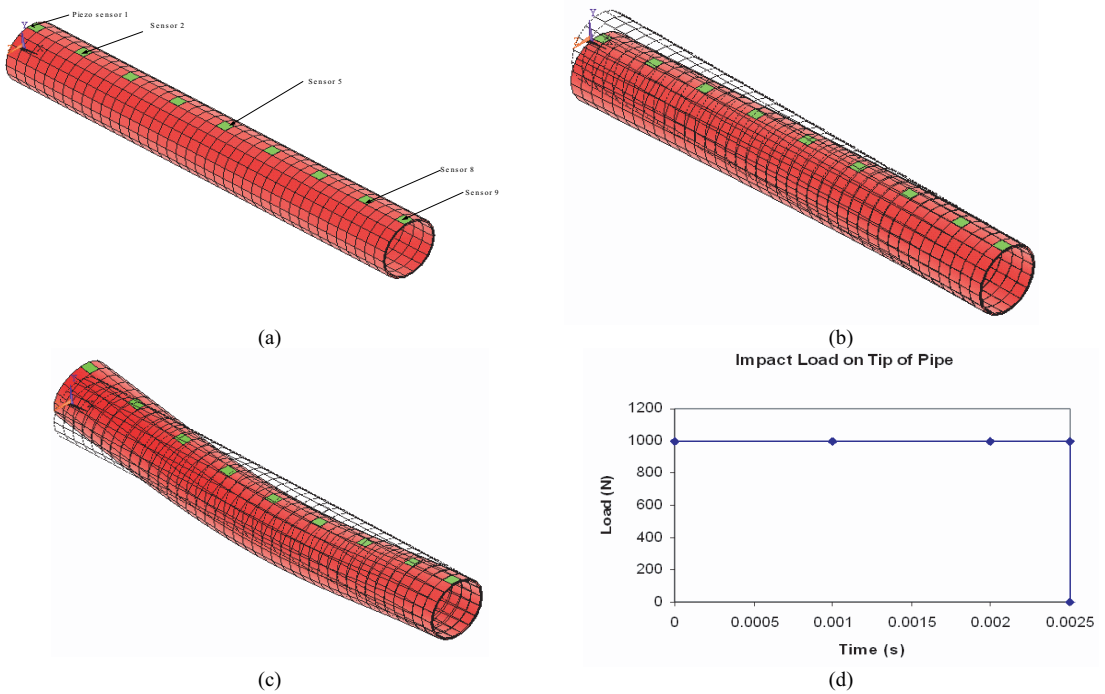 Piezo sensor 1
Sensor 2
Sensor 5
Sensor 8
Sensor 9
Y
(a)
Y
(b)
(c)
Impact Load on Tip of Pipe
Load (N)
1200
1000
800
600
400
200
0
0 0.0005 0.001 0.0015 0.002 0.0025
Time (s)
(d)